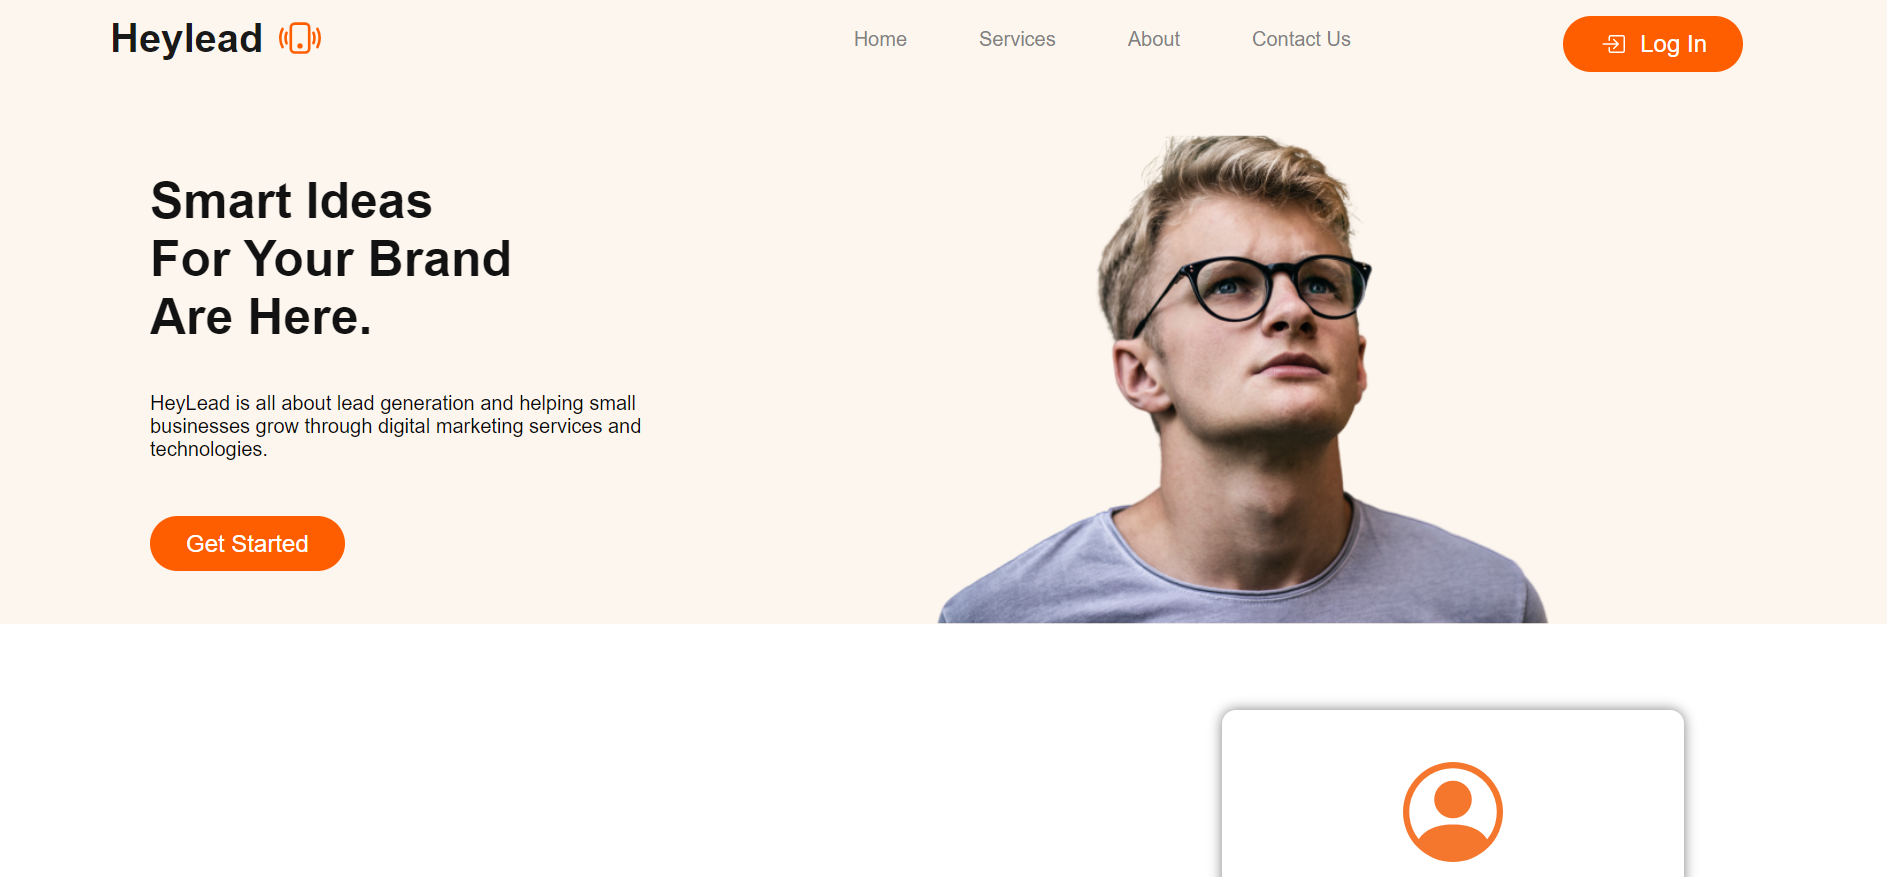 Heylead
Home
Services
About
Contact Us
Log In
Smart Ideas
For Your Brand
Are Here.
HeyLead is all about lead generation and helping small
businesses grow through digital marketing services and
technologies.
Get Started